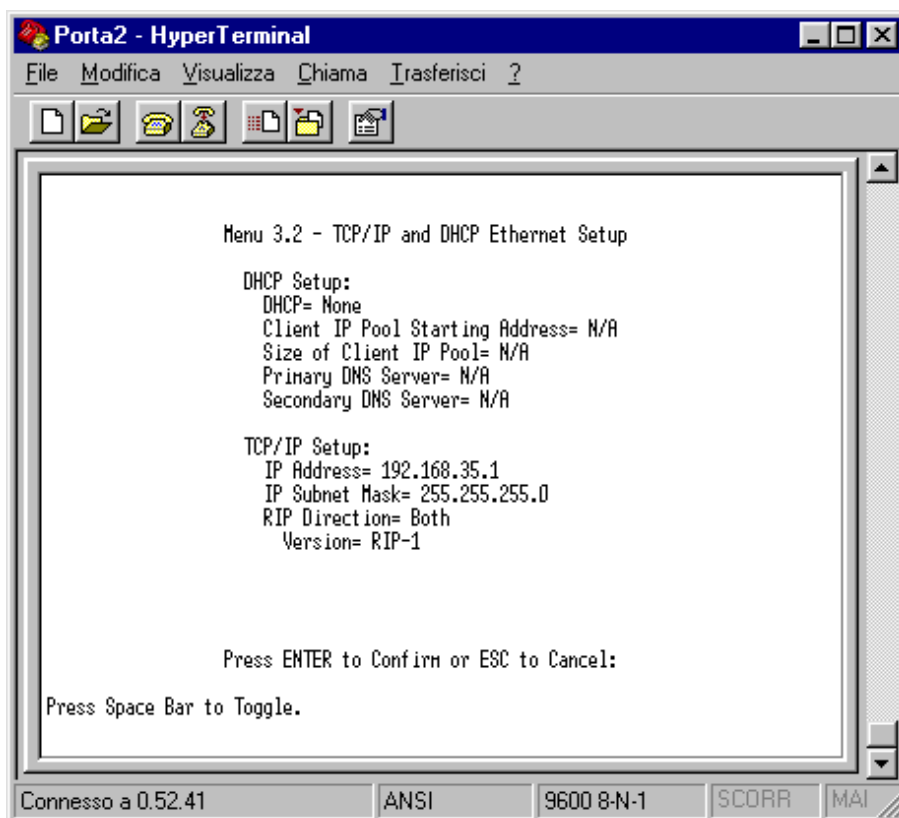 Porta2 - HyperTerminal
File Modifica Visualizza Chiama Trasferisci ?
Menu 3.2 - TCP/IP and DHCP Ethernet Setup
DHCP Setup:
DHCP= None
Client IP Pool Starting Address= N/A
Size of Client IP Pool= N/A
Primary DNS Server= N/A
Secondary DNS Server= N/A
TCP/IP Setup:
IP Address= 192.168.35.1
IP Subnet Mask= 255.255.255.0
RIP Direction= Both
Version= RIP-1
Press ENTER to Confirm or ESC to Cancel:
Press Space Bar to Toggle.
Connesso a 0.52.41 ANSI 9600 8-N-1 SCORR MAI